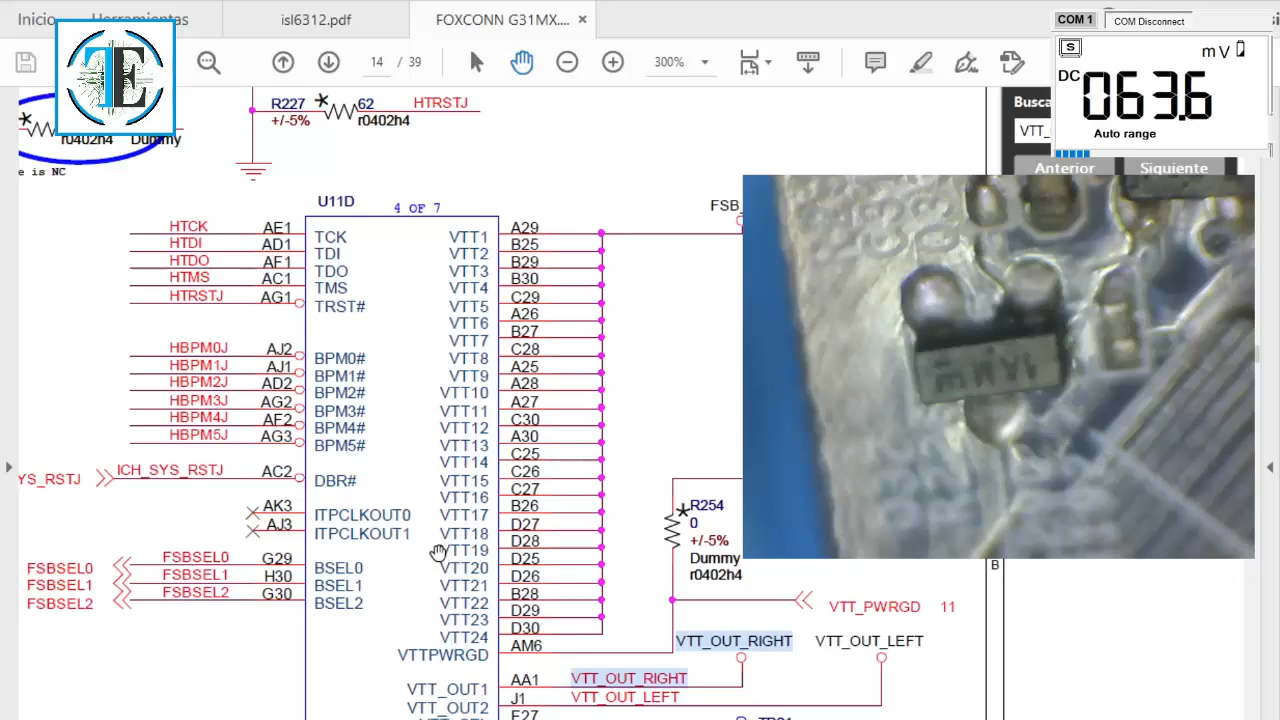 Inicio
Herramientas
isl6312.pdf
FOXCONN G31MX....
×
COM 1
COM Disconnect
14 / 39
300%
S
mV
DC
063.6
Auto range
Busca
VTT_
Anterior
Siguiente
TE
R227
62
HTRSTJ
+/-5%
r0402h4
r0402h4
Dummy
e is NC
U11D
4 OF 7
FSB_
HTCK AE1 TCK
HTDI AD1 TDI
HTDO AF1 TDO
HTMS AC1 TMS
HTRSTJ AG1 TRST#
HBPM0J AJ2 BPM0#
HBPM1J AJ1 BPM1#
HBPM2J AD2 BPM2#
HBPM3J AG2 BPM3#
HBPM4J AF2 BPM4#
HBPM5J AG3 BPM5#
YS_RSTJ ICH_SYS_RSTJ AC2 DBR#
AK3 ITPCLKOUT0
AJ3 ITPCLKOUT1
FSBSEL0 FSBSEL0 G29 BSEL0
FSBSEL1 FSBSEL1 H30 BSEL1
FSBSEL2 FSBSEL2 G30 BSEL2
VTT1 A29
VTT2 B25
VTT3 B29
VTT4 B30
VTT5 C29
VTT6 A26
VTT7 B27
VTT8 C28
VTT9 A25
VTT10 A28
VTT11 A27
VTT12 C30
VTT13 A30
VTT14 C25
VTT15 C26
VTT16 C27
VTT17 B26
VTT18 D27
VTT19 D28
VTT20 D25
VTT21 D26
VTT22 B28
VTT23 D29
VTT24 D30
VTTPWRGD AM6
VTT_OUT1 AA1 VTT_OUT_RIGHT
VTT_OUT2 J1 VTT_OUT_LEFT
F27
R254
0
+/-5%
Dummy
r0402h4
VTT_PWRGD 11
VTT_OUT_RIGHT
VTT_OUT_LEFT
B